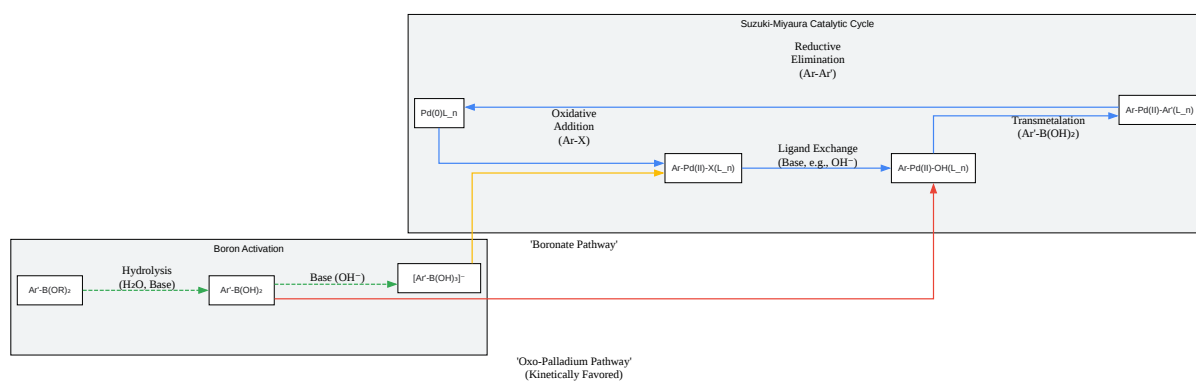 Suzuki-Miyaura Catalytic Cycle
Reductive
Elimination
(Ar-Ar')
Pd(0)L_n
Ar-Pd(II)-Ar'(L_n)
Oxidative
Addition
(Ar-X)
Transmetalation
(Ar'-B(OH)₂)
Ligand Exchange
(Base, e.g., OH⁻)
Ar-Pd(II)-X(L_n)
Ar-Pd(II)-OH(L_n)
Boron Activation
'Boronate Pathway'
Hydrolysis
(H₂O, Base)
Base (OH⁻)
[Ar'-B(OH)₃]⁻
Ar'-B(OR)₂
Ar'-B(OH)₂
'Oxo-Palladium Pathway'
(Kinetically Favored)